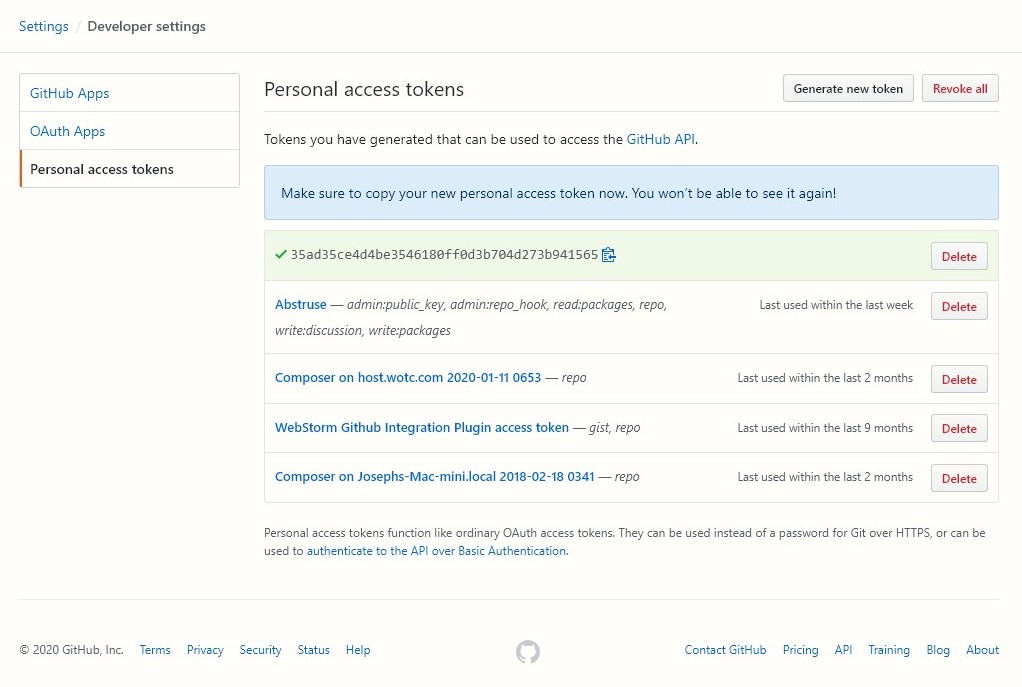 Settings / Developer settings
GitHub Apps
OAuth Apps
Personal access tokens
Personal access tokens
Generate new token
Revoke all
Tokens you have generated that can be used to access the GitHub API.
Make sure to copy your new personal access token now. You won't be able to see it again!
35ad35ce4d4be3546180ff0d3b704d273b941565
Delete
Abstruse — admin:public_key, admin:repo_hook, read:packages, repo,
write:discussion, write:packages
Last used within the last week
Delete
Composer on host.wotc.com 2020-01-11 0653 — repo
Last used within the last 2 months
Delete
WebStorm Github Integration Plugin access token — gist, repo
Last used within the last 9 months
Delete
Composer on Josephs-Mac-mini.local 2018-02-18 0341 — repo
Last used within the last 2 months
Delete
Personal access tokens function like ordinary OAuth access tokens. They can be used instead of a password for Git over HTTPS, or can be
used to authenticate to the API over Basic Authentication.
© 2020 GitHub, Inc. Terms Privacy Security Status Help
Contact GitHub Pricing API Training Blog About